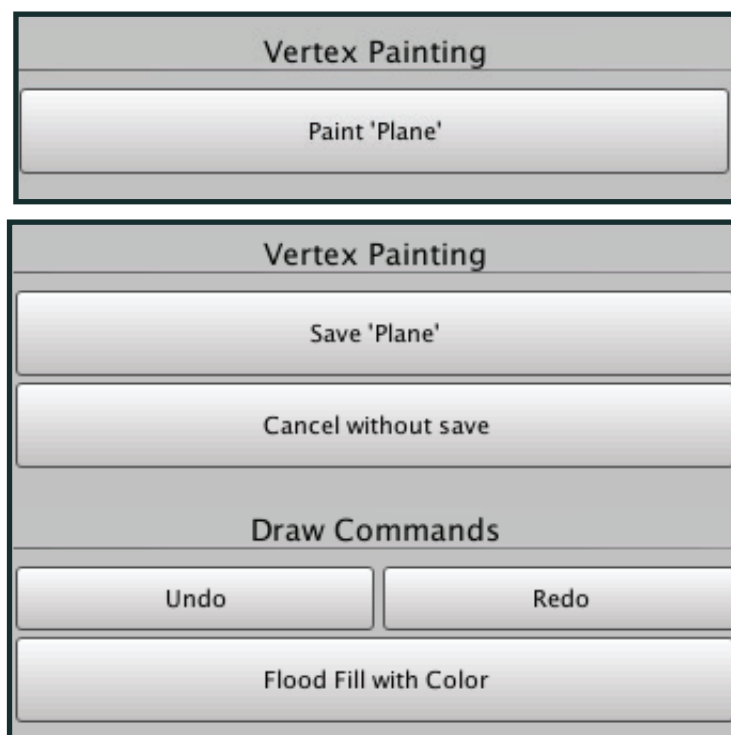 Vertex Painting
Paint 'Plane'
Vertex Painting
Save 'Plane'
Cancel without save
Draw Commands
Undo Redo
Flood Fill with Color